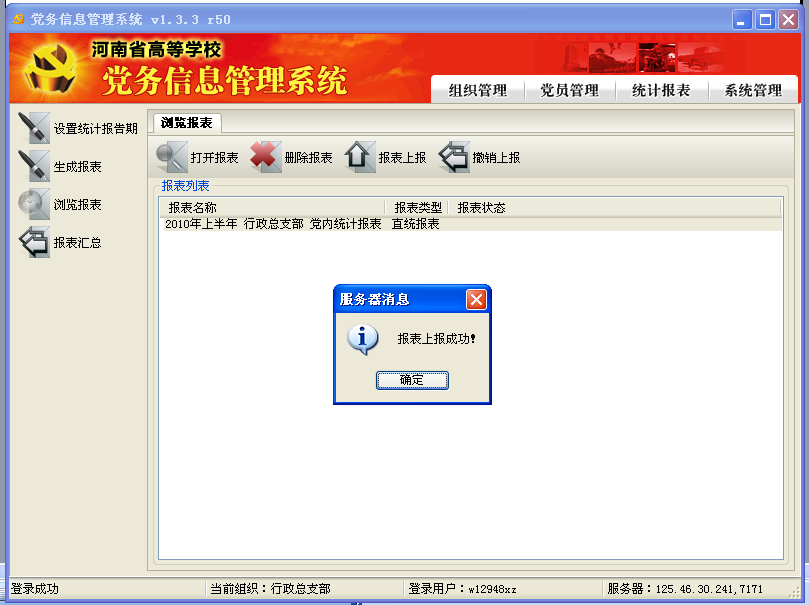 党务信息管理系统 v1.3.3 r50
河南省高等学校
党务信息管理系统
组织管理 党员管理 统计报表 系统管理
设置统计报告期
生成报表
浏览报表
报表汇总
浏览报表
打开报表 删除报表 报表上报 撤销上报
报表列表
报表名称 报表类型 报表状态
2010年上半年 行政总支部 党内统计报表 直统报表
服务器消息
报表上报成功!
确定
登录成功 当前组织：行政总支部 登录用户：w12948xz 服务器：125.46.30.241,7171